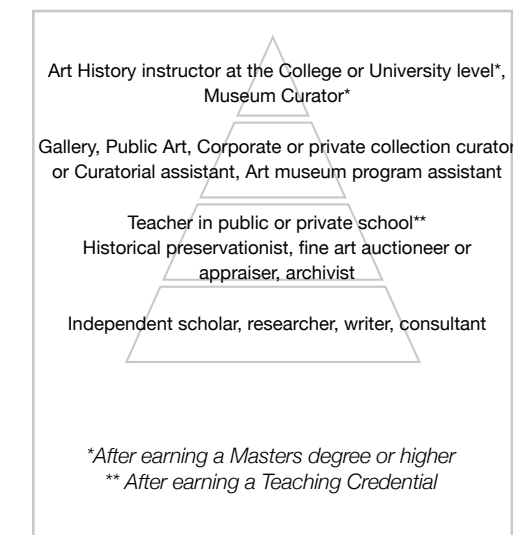 Art History instructor at the College or University level*,
Museum Curator*
Gallery, Public Art, Corporate or private collection curator
or Curatorial assistant, Art museum program assistant
Teacher in public or private school**
Historical preservationist, fine art auctioneer or
appraiser, archivist
Independent scholar, researcher, writer, consultant
*After earning a Masters degree or higher
** After earning a Teaching Credential